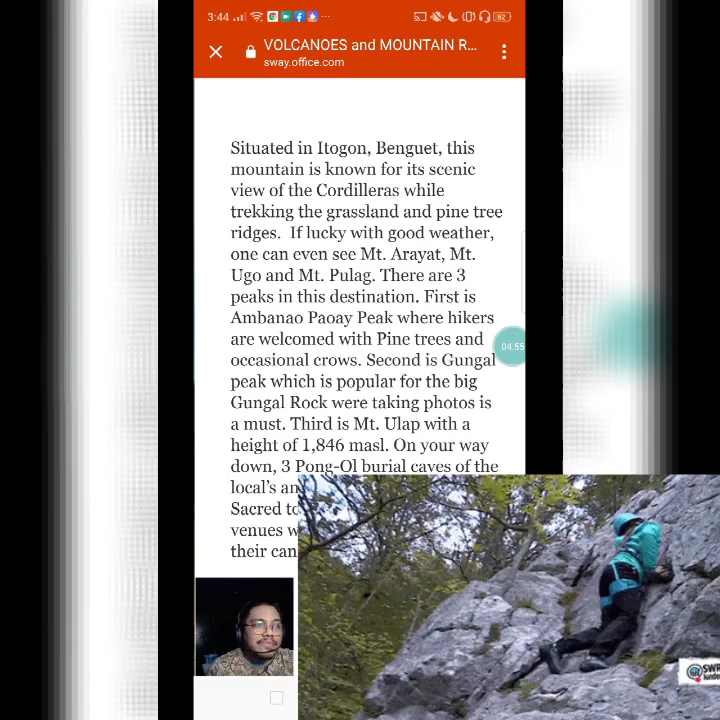 3:44
62
VOLCANOES and MOUNTAIN R...
sway.office.com
Situated in Itogon, Benguet, this
mountain is known for its scenic
view of the Cordilleras while
trekking the grassland and pine tree
ridges.  If lucky with good weather,
one can even see Mt. Arayat, Mt.
Ugo and Mt. Pulag. There are 3
peaks in this destination. First is
Ambanao Paoay Peak where hikers
are welcomed with Pine trees and
04:55
occasional crows. Second is Gungal
peak which is popular for the big
Gungal Rock were taking photos is
a must. Third is Mt. Ulap with a
height of 1,846 masl. On your way
down, 3 Pong-Ol burial caves of the
local's an
Sacred to
venues w
their can
SWR